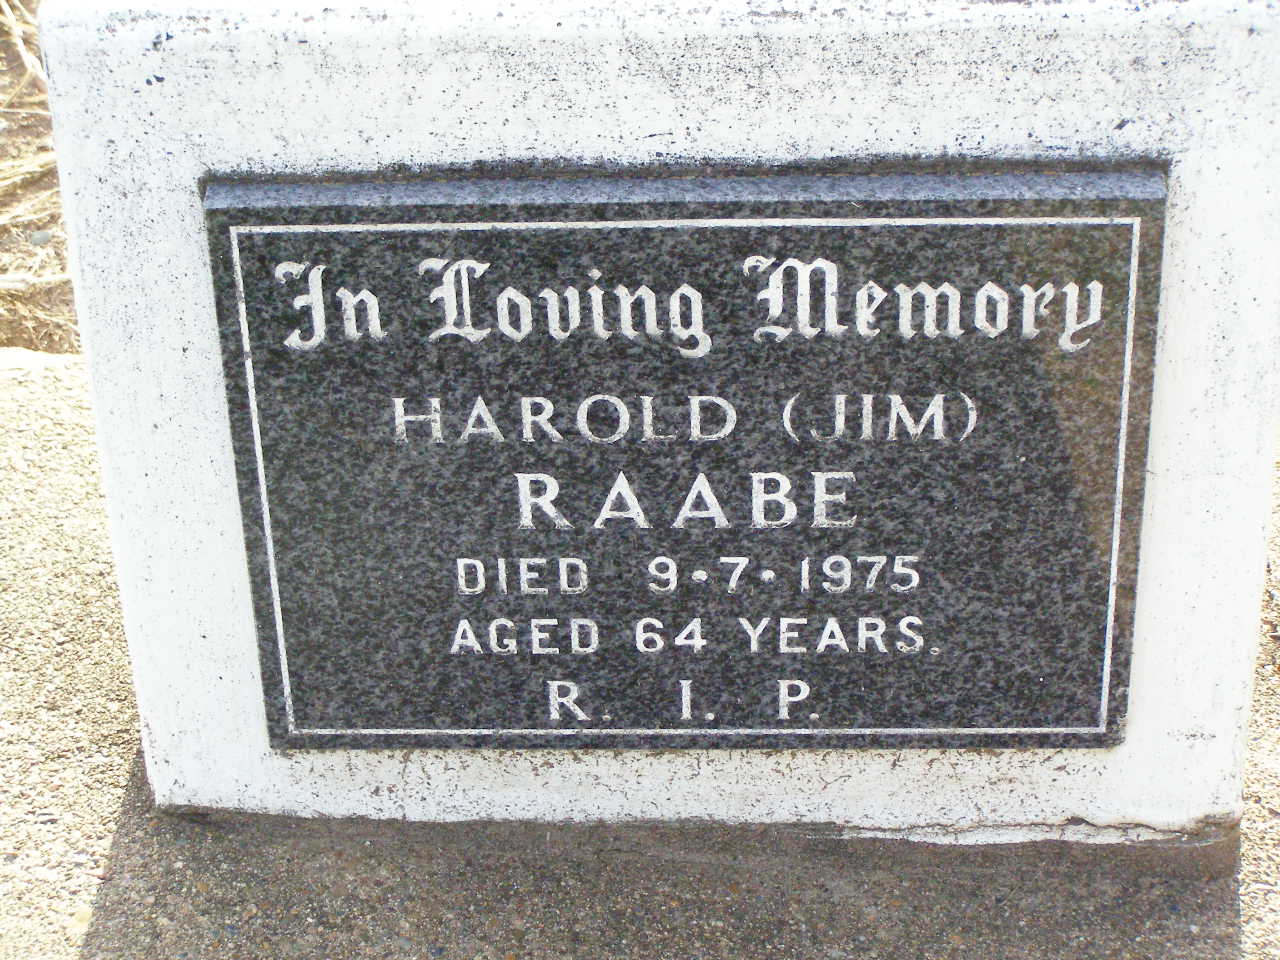 In Loving Memory
HAROLD (JIM)
RAABE
DIED 9·7·1975
AGED 64 YEARS.
R. I. P.